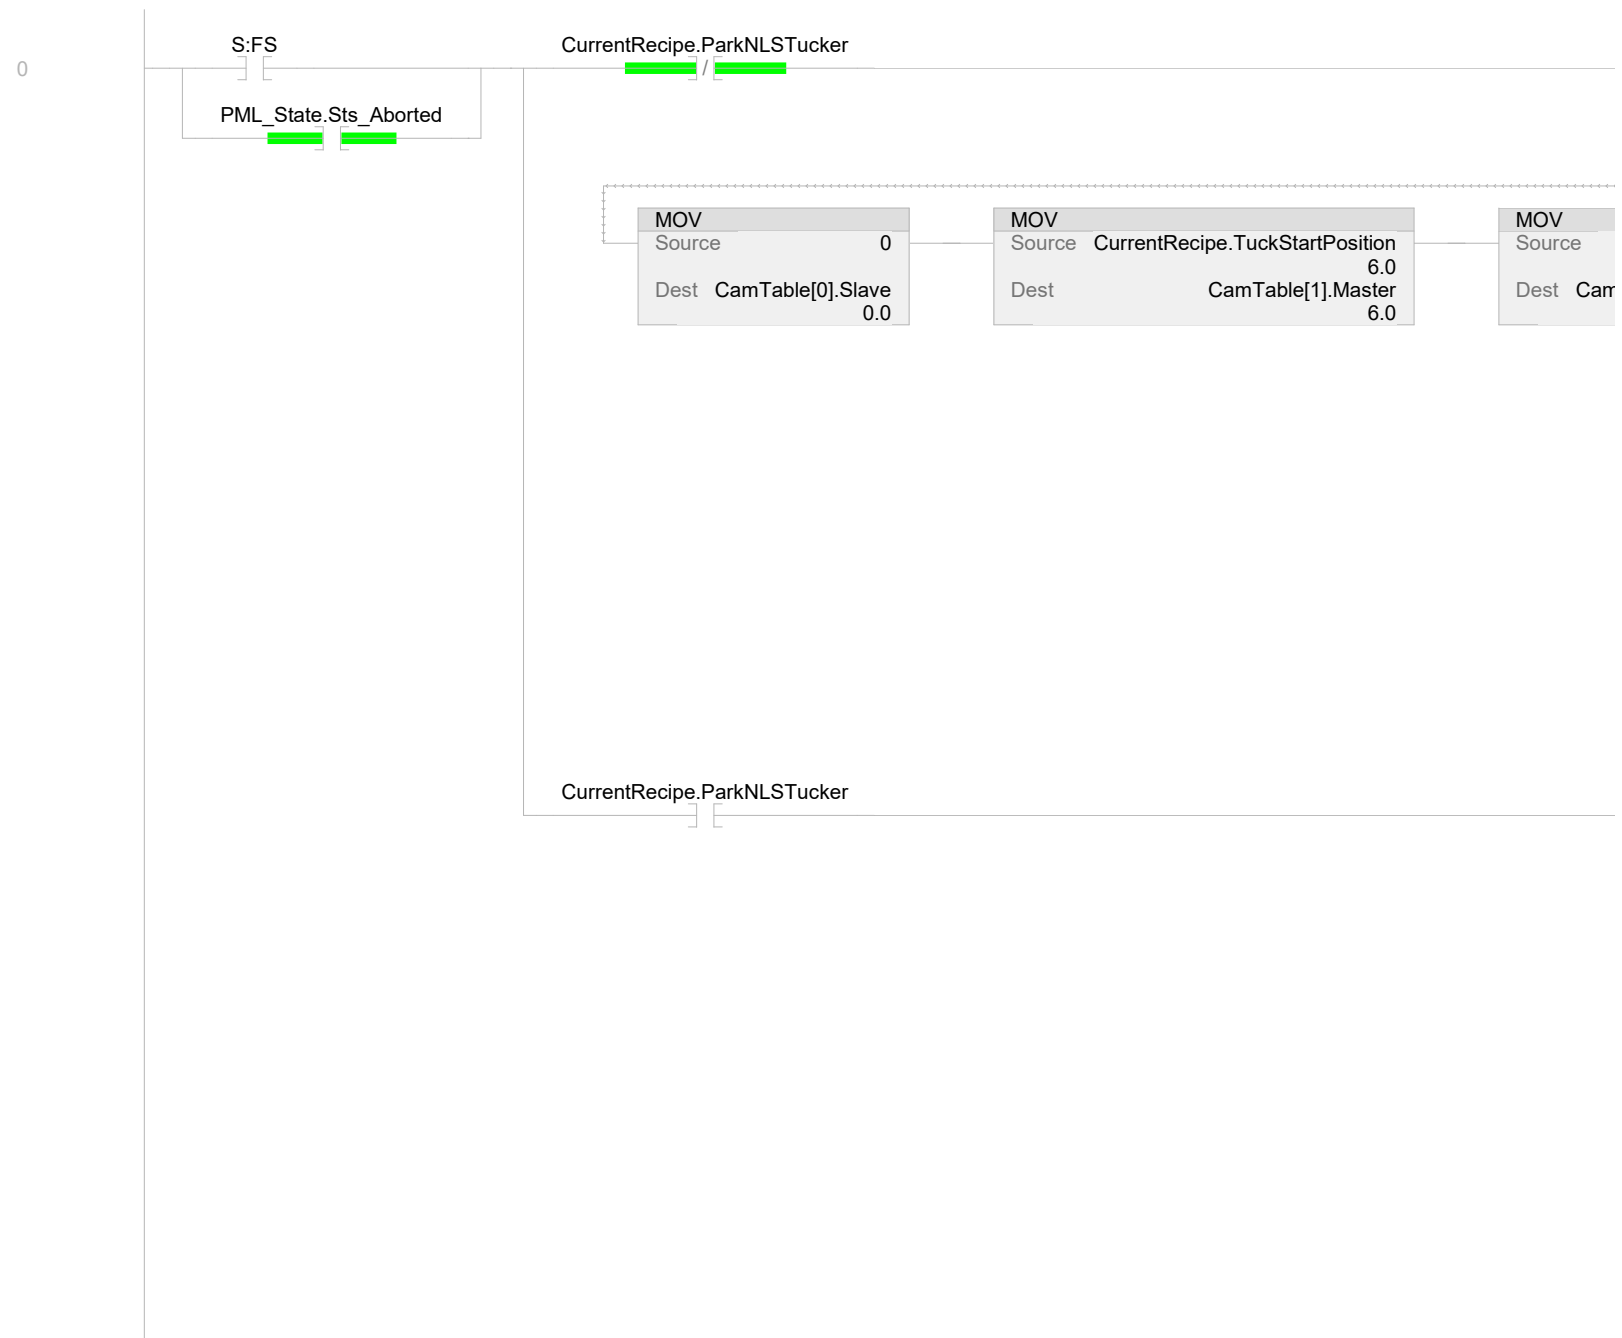 S:FS
CurrentRecipe.ParkNLSTucker
0
/
PML_State.Sts_Aborted
MOV
Source 0
Dest CamTable[0].Slave
0.0
MOV
Source CurrentRecipe.TuckStartPosition
6.0
Dest CamTable[1].Master
6.0
MOV
Source
Dest Cam
CurrentRecipe.ParkNLSTucker